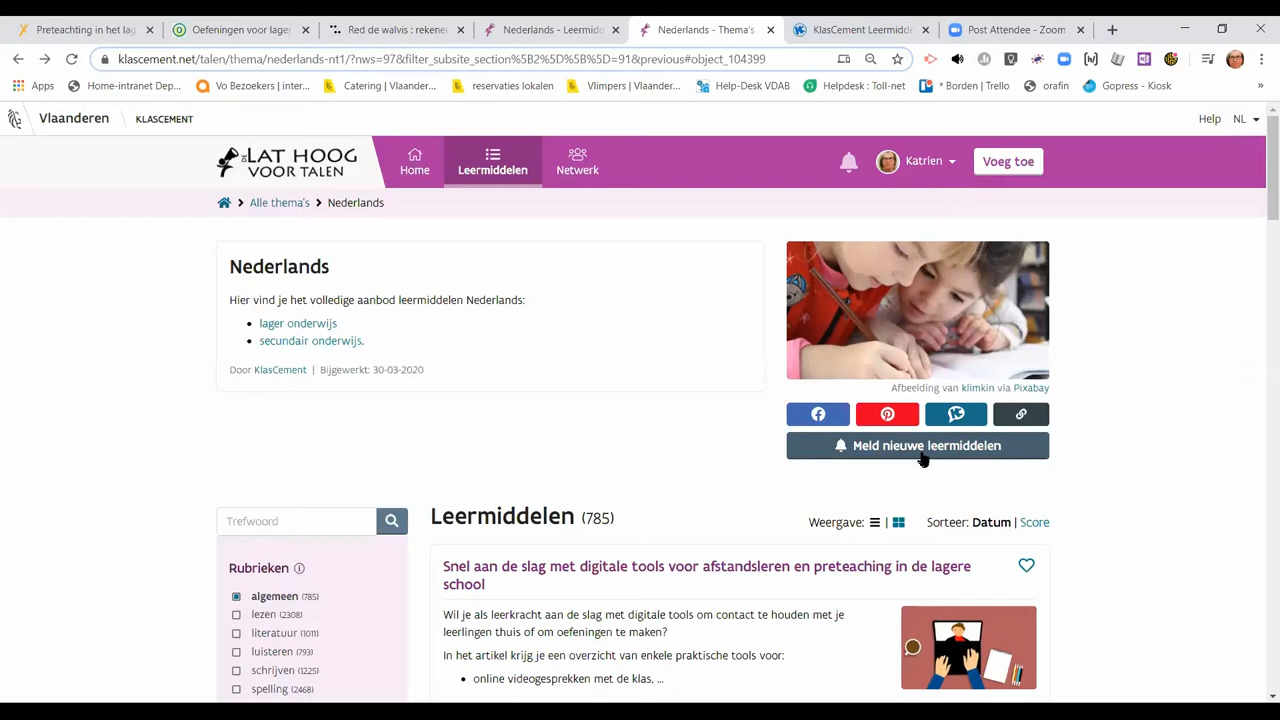 Preteaching in het lag
Oefeningen voor lager
Red de walvis : rekene
Nederlands - Leermidd
Nederlands - Thema's
KlasCement Leermidde
Post Attendee - Zoom
klascement.net/talen/thema/nederlands-nt1/?previous=97&filter_subsite_section%5B2%5D%5B%5D=91&previous#object_104399
Apps
Home-intranet Dep...
Vo Bezoekers | inter...
Catering | Vlaander...
reservaties lokalen
Vlimpers | Vlaander...
Help-Desk VDAB
Helpdesk : Toll-net
* Borden | Trello
orafin
Gopress - Kiosk
»
Vlaanderen
KLASCEMENT
Help
NL
DE LAT HOOG
VOOR TALEN
Home
Leermiddelen
Netwerk
Katrien
Voeg toe
Alle thema's
Nederlands
Nederlands
Hier vind je het volledige aanbod leermiddelen Nederlands:
• lager onderwijs
• secundair onderwijs.
Door KlasCement | Bijgewerkt: 30-03-2020
Afbeelding van klimkin via Pixabay
Meld nieuwe leermiddelen
Trefwoord
Leermiddelen (785)
Weergave: | Sorteer: Datum | Score
Rubrieken
algemeen (785)
lezen (2308)
literatuur (1011)
luisteren (793)
schrijven (1225)
spelling (2468)
Snel aan de slag met digitale tools voor afstandsleren en preteaching in de lagere
school
Wil je als leerkracht aan de slag met digitale tools om contact te houden met je
leerlingen thuis of om oefeningen te maken?
In het artikel krijg je een overzicht van enkele praktische tools voor:
• online videogesprekken met de klas, ...